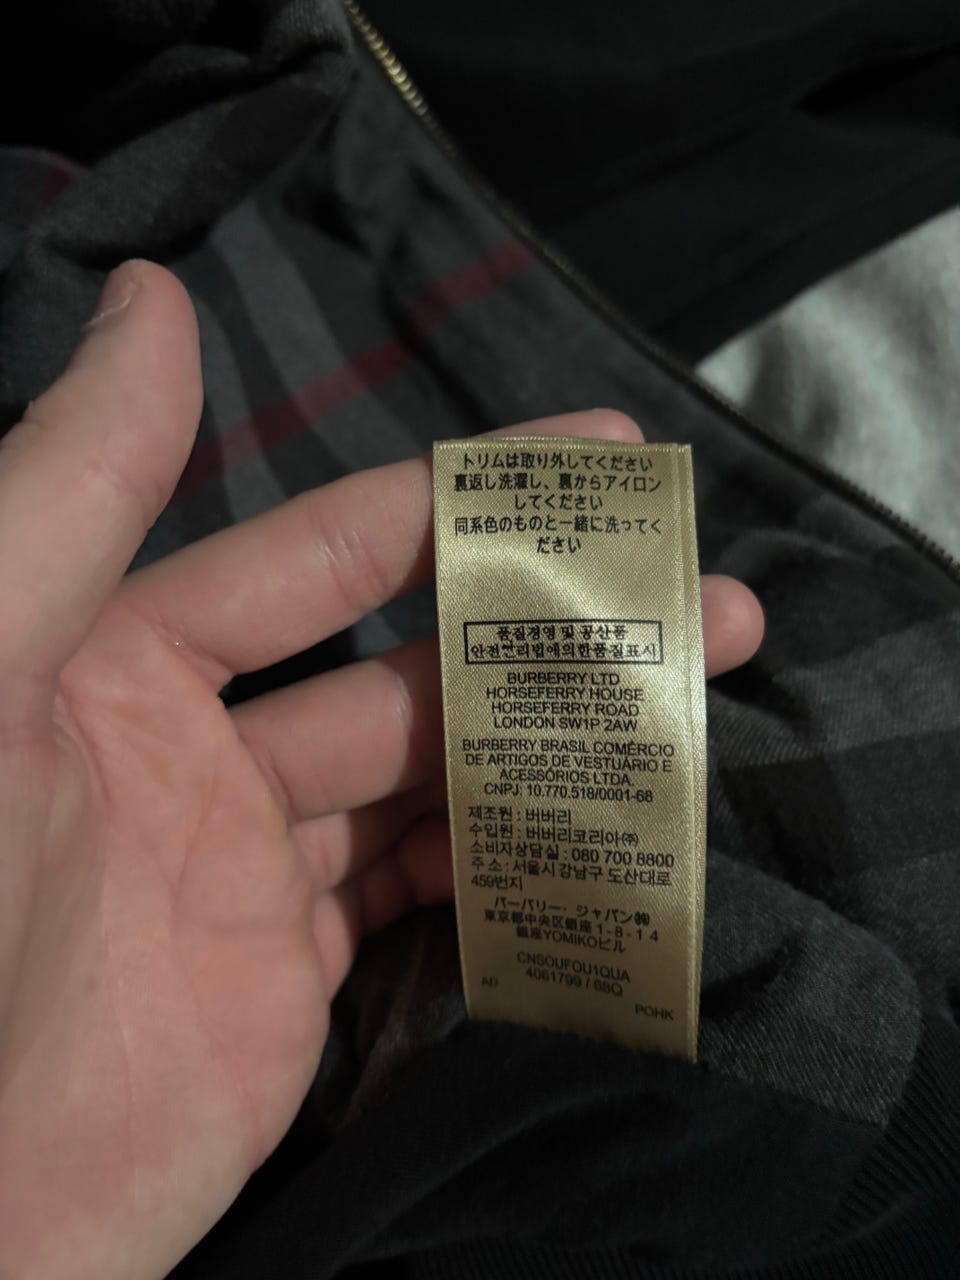 トリムは取り外してください
裏返し洗濯し、裏からアイロン
してください
同系色のものと一緒に洗ってく
ださい
품질경영 및 공산품
안전관리법에의한품질표시
BURBERRY LTD
HORSEFERRY HOUSE
HORSEFERRY ROAD
LONDON SW1P 2AW
BURBERRY BRASIL COMÉRCIO
DE ARTIGOS DE VESTUÁRIO E
ACESSÓRIOS LTDA
CNPJ: 10.770.518/0001-68
제조원 : 버버리
수입원 : 버버리코리아㈜
소비자상담실 : 080 700 8800
주 소 : 서울시 강남구 도산대로
459번지
バーバリー・ジャパン㈱
東京都中央区銀座 1 - 8 - 1 4
銀座YOMIKOビル
CNSOUFOU1QUA
4061799 / 68Q
AD
POHK